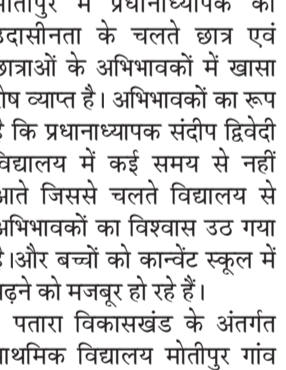 मोतीपुर में प्रधानाध्यापक की
उदासीनता के चलते छात्र एवं
छात्राओं के अभिभावकों में खासा
रोष व्याप्त है। अभिभावकों का रूप
है कि प्रधानाध्यापक संदीप द्विवेदी
विद्यालय में कई समय से नहीं
आते जिससे चलते विद्यालय से
अभिभावकों का विश्वास उठ गया
है।और बच्चों को कान्वेंट स्कूल में
पढ़ने को मजबूर हो रहे हैं।
पतारा विकासखंड के अंतर्गत
प्राथमिक विद्यालय मोतीपुर गांव